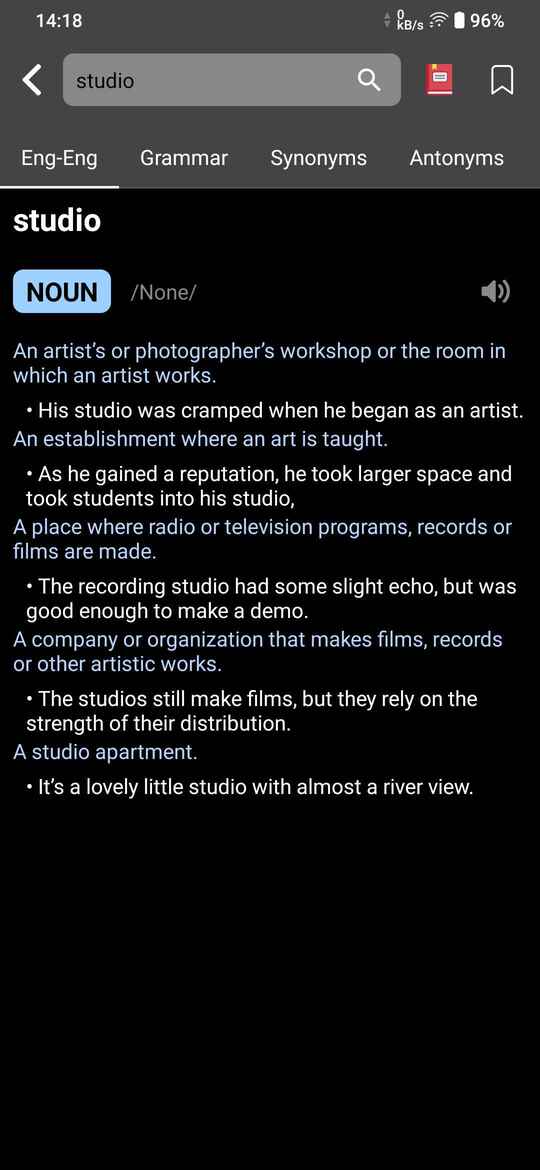 14:18
0
kB/s
96%
studio
Eng-Eng Grammar Synonyms Antonyms
studio
NOUN /None/
An artist’s or photographer’s workshop or the room in
which an artist works.
• His studio was cramped when he began as an artist.
An establishment where an art is taught.
• As he gained a reputation, he took larger space and
took students into his studio,
A place where radio or television programs, records or
films are made.
• The recording studio had some slight echo, but was
good enough to make a demo.
A company or organization that makes films, records
or other artistic works.
• The studios still make films, but they rely on the
strength of their distribution.
A studio apartment.
• It’s a lovely little studio with almost a river view.